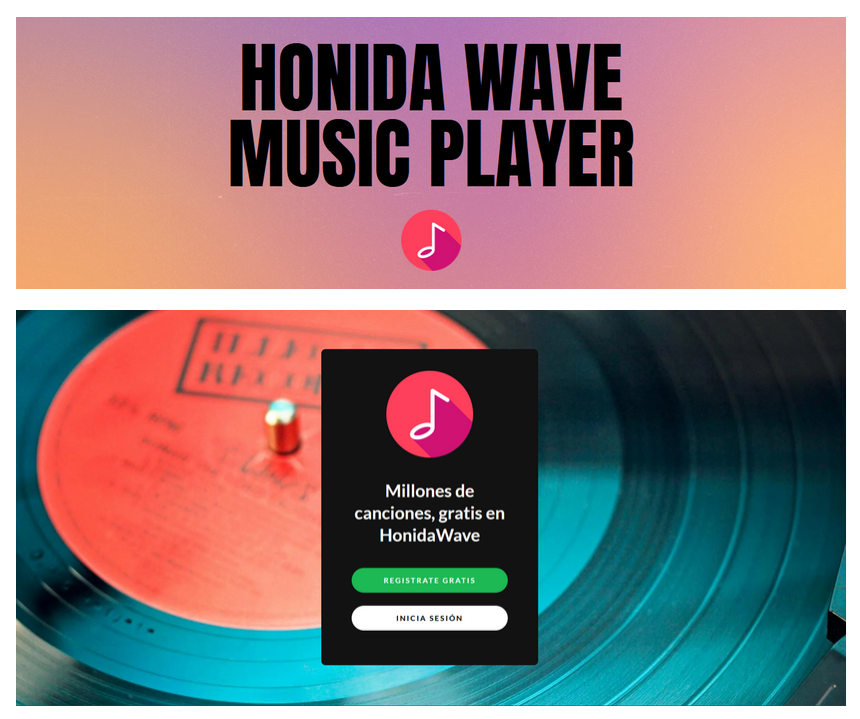 HONIDA WAVE
MUSIC PLAYER
Millones de
canciones, gratis en
HonidaWave
REGISTRATE GRATIS
INICIA SESIÓN